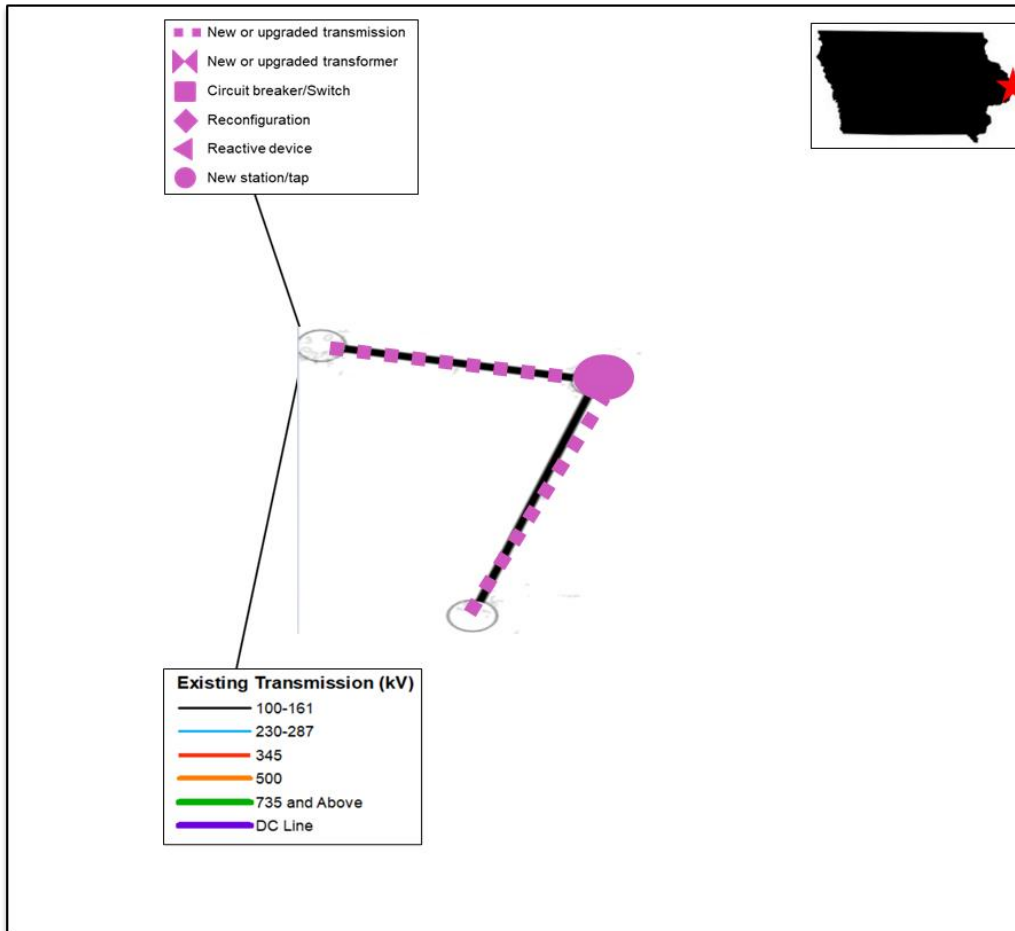 New or upgraded transmission
New or upgraded transformer
Circuit breaker/Switch
Reconfiguration
Reactive device
New station/tap
Existing Transmission (kV)
100-161
230-287
345
500
735 and Above
DC Line